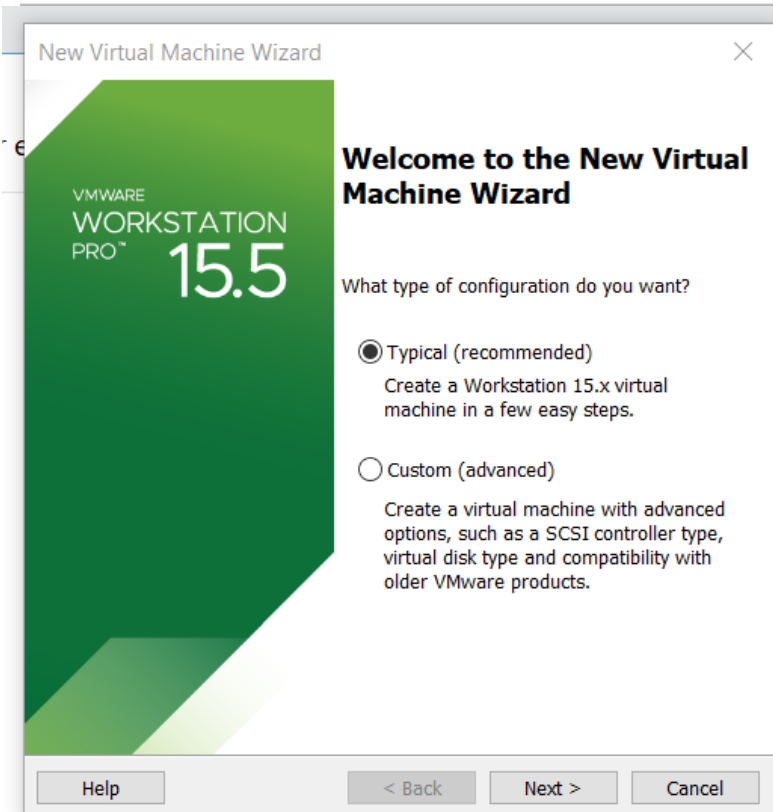 New Virtual Machine Wizard
r e
VMWARE
WORKSTATION
PRO™ 15.5
Welcome to the New Virtual
Machine Wizard
What type of configuration do you want?
Typical (recommended)
Create a Workstation 15.x virtual
machine in a few easy steps.
Custom (advanced)
Create a virtual machine with advanced
options, such as a SCSI controller type,
virtual disk type and compatibility with
older VMware products.
Help
< Back
Next >
Cancel